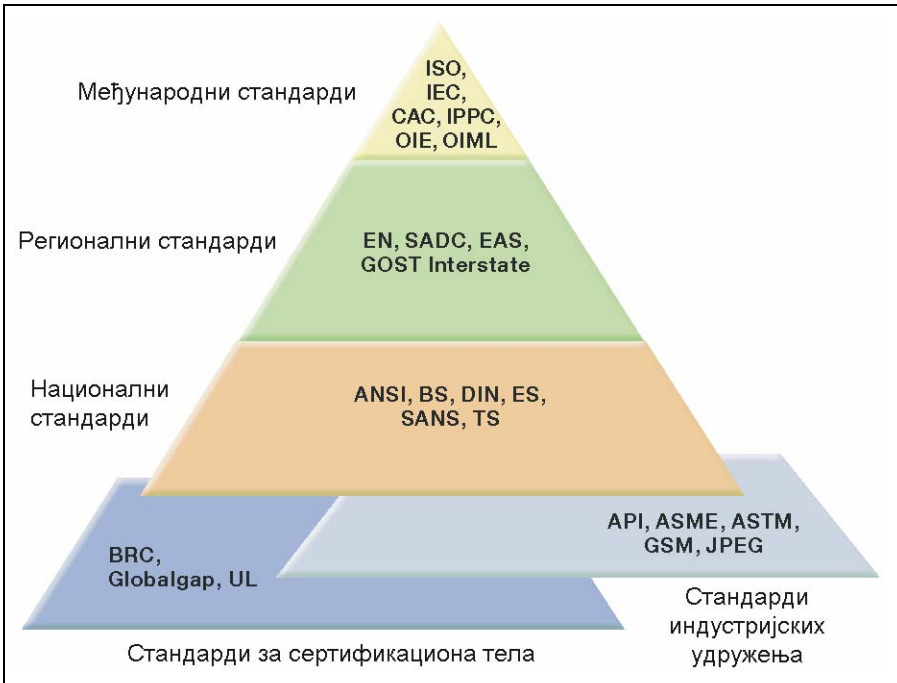 Међународни стандарди
ISO,
IEC,
CAC, IPPC,
OIE, OIML
Регионални стандарди
EN, SADC, EAS,
GOST Interstate
Национални
стандарди
ANSI, BS, DIN, ES,
SANS, TS
BRC,
Globalgap, UL
API, ASME, ASTM,
GSM, JPEG
Стандарди за сертификациона тела
Стандарди
индустријских
удружења